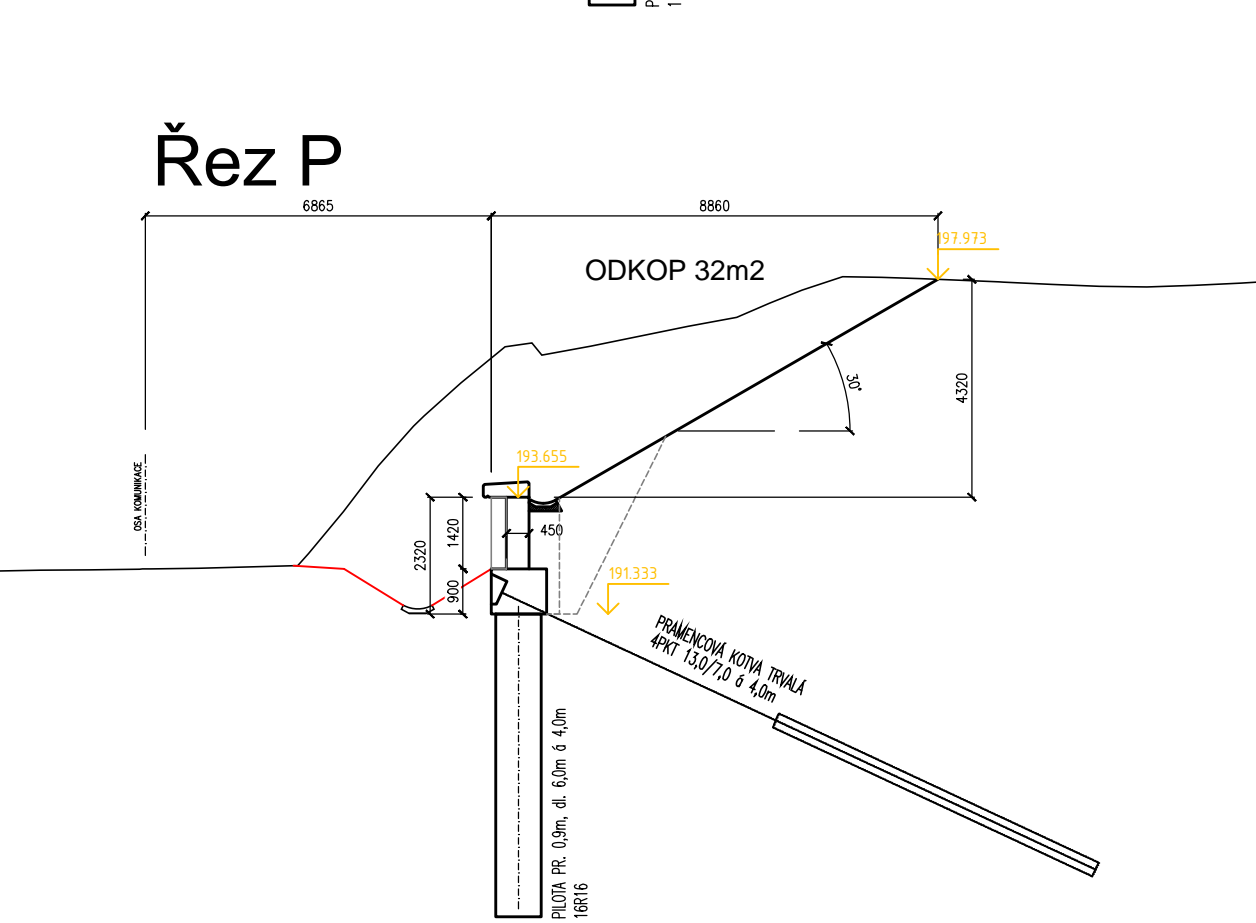 Řez P
6865
8860
197.973
ODKOP 32m2
4320
30°
OSA KOMUNIKACE
193.655
450
1420
2320
900
191.333
PRAMENCOVÁ KOTVA TRVALÁ
4PKT 13,0/7,0 á 4,0m
PILOTA PR. 0,9m, dl. 6,0m á 4,0m
16R16